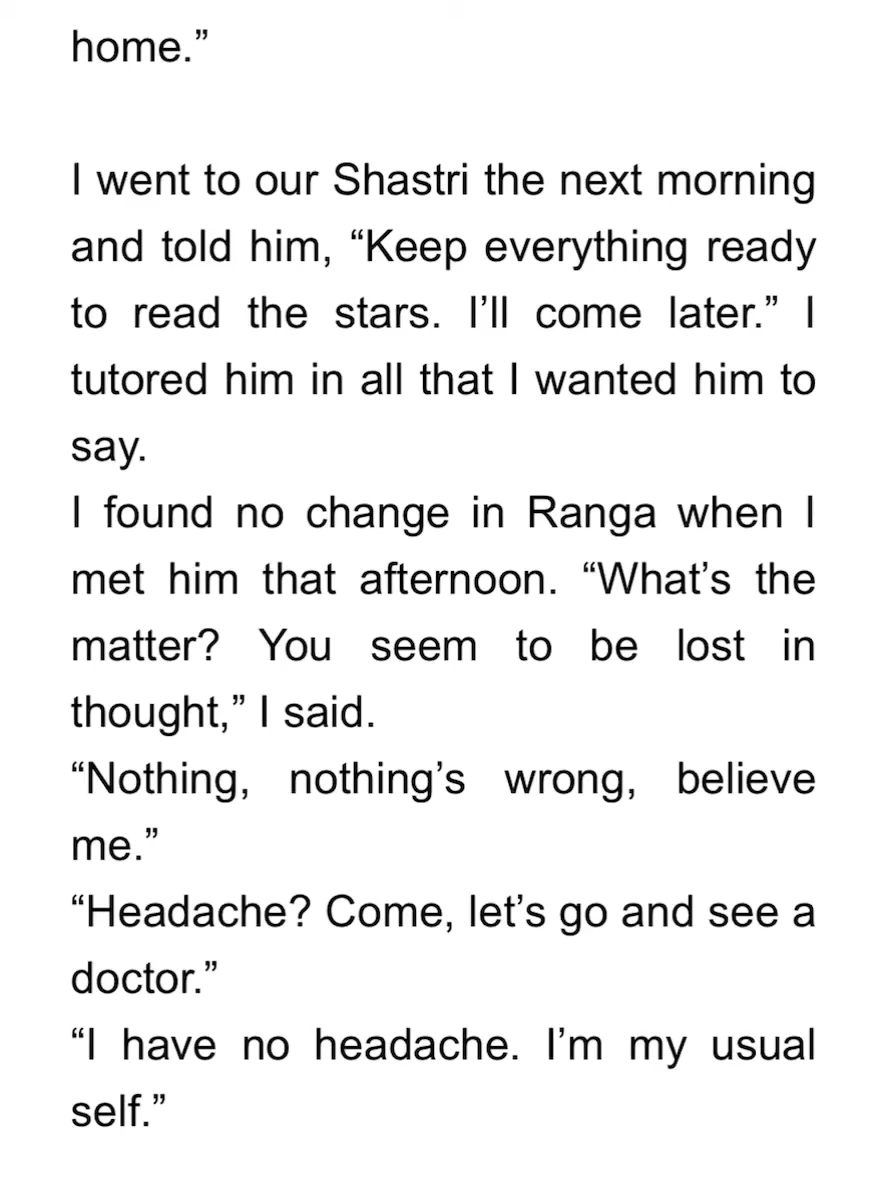 home.”
I went to our Shastri the next morning
and told him, “Keep everything ready
to read the stars. I’ll come later.” I
tutored him in all that I wanted him to
say.
I found no change in Ranga when I
met him that afternoon. “What’s the
matter? You seem to be lost in
thought,” I said.
“Nothing, nothing’s wrong, believe
me.”
“Headache? Come, let’s go and see a
doctor.”
“I have no headache. I’m my usual
self.”